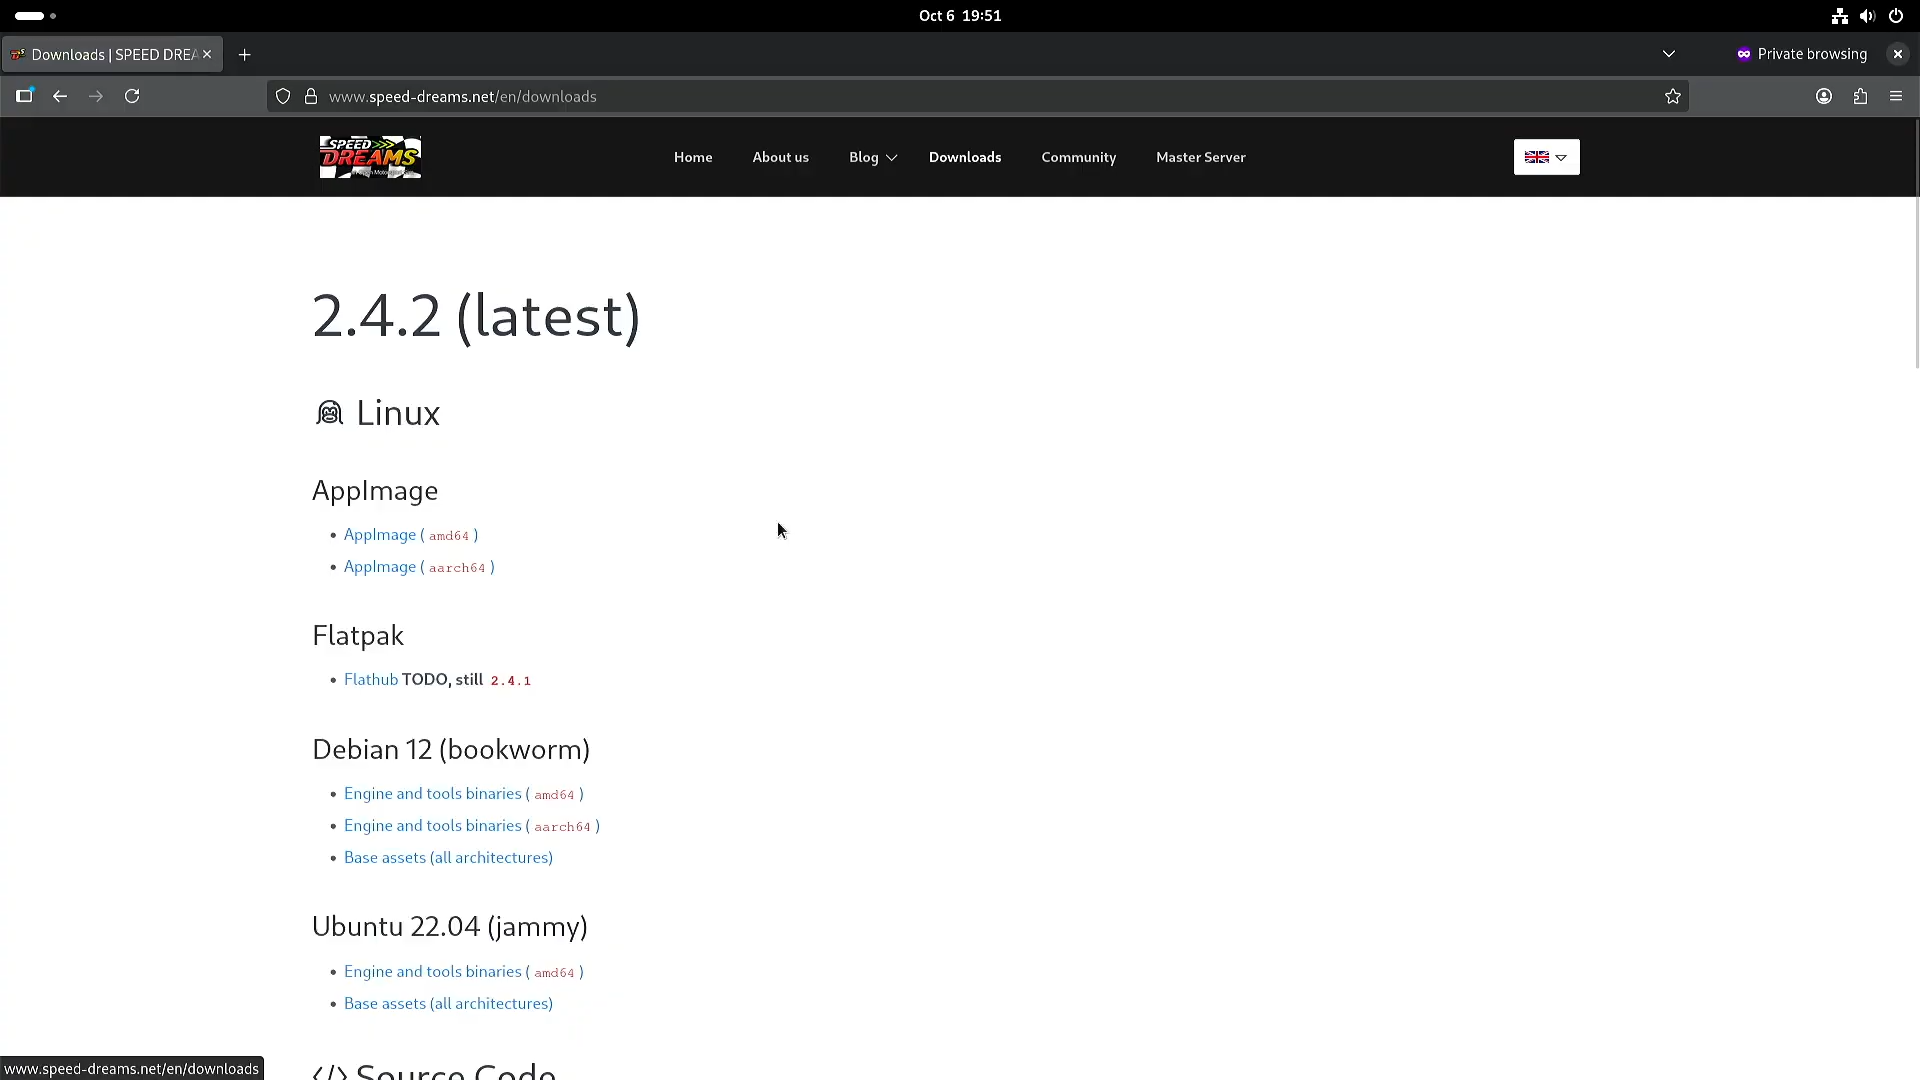 Oct 6 19:51
Downloads | SPEED DREA
Private browsing
www.speed-dreams.net/en/downloads
SPEED DREAMS
Home About us Blog Downloads Community Master Server
2.4.2 (latest)
Linux
AppImage
• AppImage ( amd64 )
• AppImage ( aarch64 )
Flatpak
• Flathub TODO, still 2.4.1
Debian 12 (bookworm)
• Engine and tools binaries ( amd64 )
• Engine and tools binaries ( aarch64 )
• Base assets (all architectures)
Ubuntu 22.04 (jammy)
• Engine and tools binaries ( amd64 )
• Base assets (all architectures)
</> Source Code
www.speed-dreams.net/en/downloads